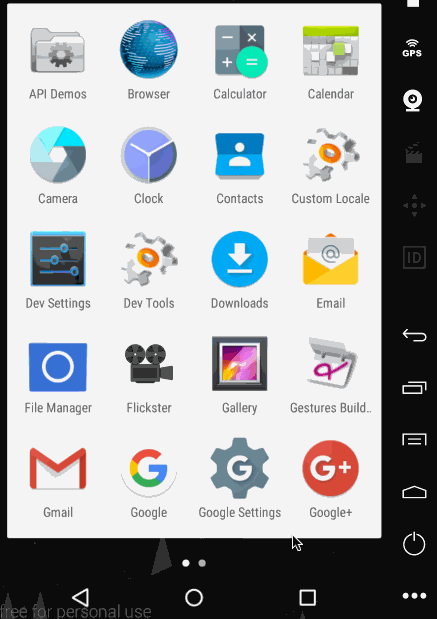 GPS
API Demos Browser Calculator Calendar
Camera Clock Contacts Custom Locale
ID
Dev Settings Dev Tools Downloads Email
File Manager Flickster Gallery Gestures Build..
Gmail Google Google Settings Google+
free for personal use